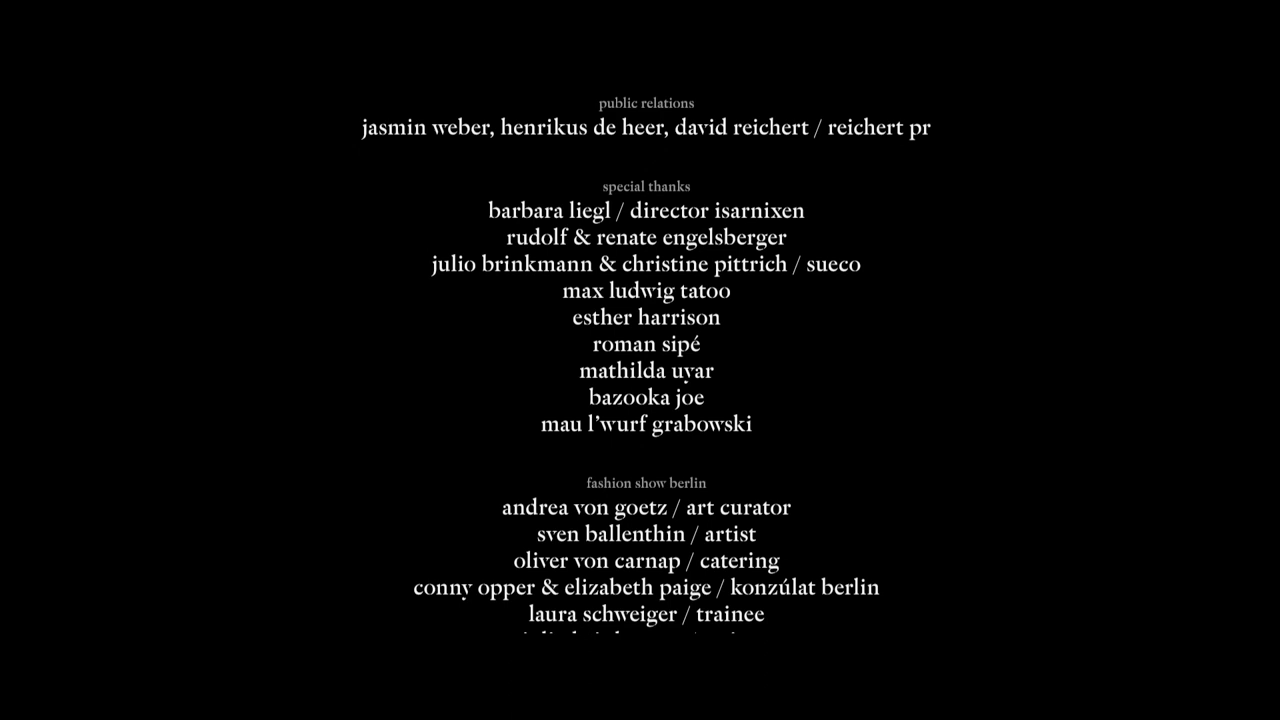 public relations
jasmin weber, henrikus de heer, david reichert / reichert pr
special thanks
barbara liegl / director isarnixen
rudolf & renate engelsberger
julio brinkmann & christine pittrich / sueco
max ludwig tatoo
esther harrison
roman sipé
mathilda uyar
bazooka joe
mau l'wurf grabowski
fashion show berlin
andrea von goetz / art curator
sven ballenthin / artist
oliver von carnap / catering
conny opper & elizabeth paige / konzúlat berlin
laura schweiger / trainee